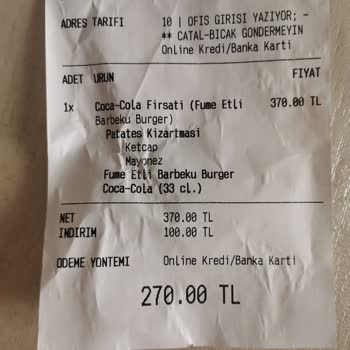 ADRES TARIFI 10 | OFIS GIRISI YAZIYOR; -
** CATAL-BICAK GONDERMEYIN
Online Kredi/Banka Karti
ADET URUN FIYAT
1x Coca-Cola Firsati (Fume Etli 370.00 TL
Barbeku Burger)
Patates Kizartmasi
Ketcap
Mayonez
Fume Etli Barbeku Burger
Coca-Cola (33 cl.)
NET 370.00 TL
INDIRIM 100.00 TL
ODEME YONTEMI Online Kredi/Banka Karti
270.00 TL